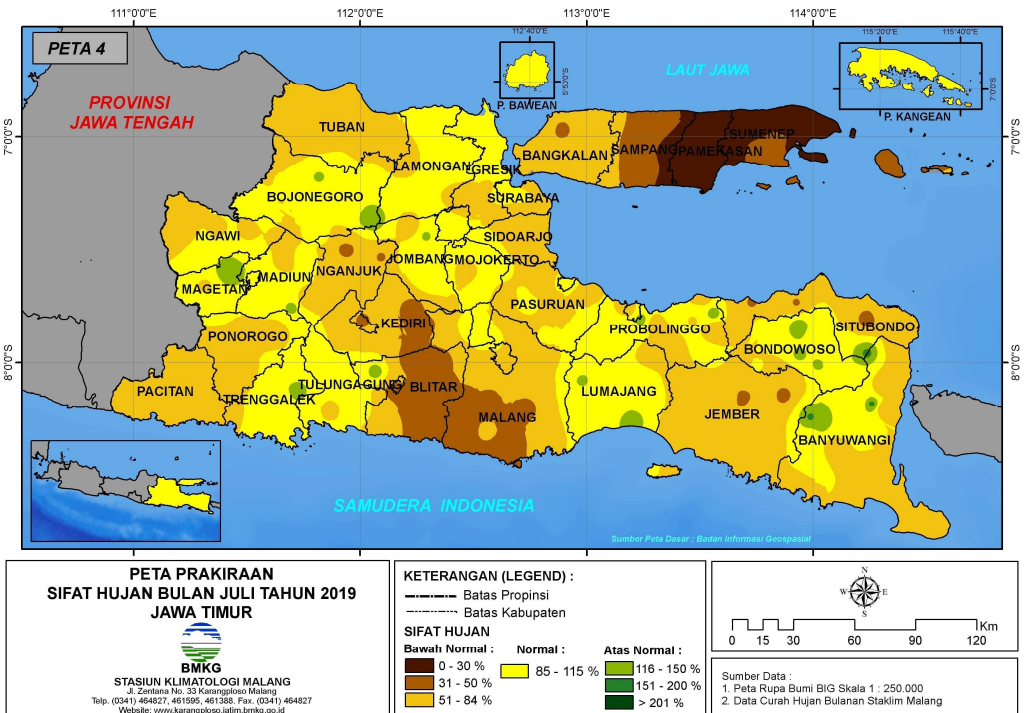 111°0'0"E
112°0'0"E
113°0'0"E
114°0'0"E
7°0'0"S
8°0'0"S
7°0'0"S
8°0'0"S
PETA 4
112°40'0"E
5°50'0"S
P. BAWEAN
LAUT JAWA
115°20'0"E
115°40'0"E
7°0'0"S
P. KANGEAN
PROVINSI
JAWA TENGAH
TUBAN
LAMONGAN
GRESIK
BANGKALAN
SAMPANG
PAMEKASAN
SUMENEP
BOJONEGORO
SURABAYA
NGAWI
SIDOARJO
MAGETAN
MADIUN
NGANJUK
JOMBANG
MOJOKERTO
PASURUAN
PONOROGO
KEDIRI
PROBOLINGGO
SITUBONDO
BONDOWOSO
PACITAN
TRENGGALEK
TULUNGAGUNG
BLITAR
MALANG
LUMAJANG
JEMBER
BANYUWANGI
SAMUDERA INDONESIA
Sumber Peta Dasar : Badan Informasi Geospasial
PETA PRAKIRAAN
SIFAT HUJAN BULAN JULI TAHUN 2019
JAWA TIMUR
BMKG
STASIUN KLIMATOLOGI MALANG
Jl. Zentana No. 33 Karangploso Malang
Telp. (0341) 464827, 461595, 461388. Fax. (0341) 464827
Website: www.karangploso.jatim.bmkg.go.id
KETERANGAN (LEGEND) :
Batas Propinsi
Batas Kabupaten
SIFAT HUJAN
Bawah Normal :
0 - 30 %
31 - 50 %
51 - 84 %
Normal :
85 - 115 %
Atas Normal :
116 - 150 %
151 - 200 %
> 201 %
N
W
E
S
Km
0 15 30 60 90 120
Sumber Data :
1. Peta Rupa Bumi BIG Skala 1 : 250.000
2. Data Curah Hujan Bulanan Staklim Malang